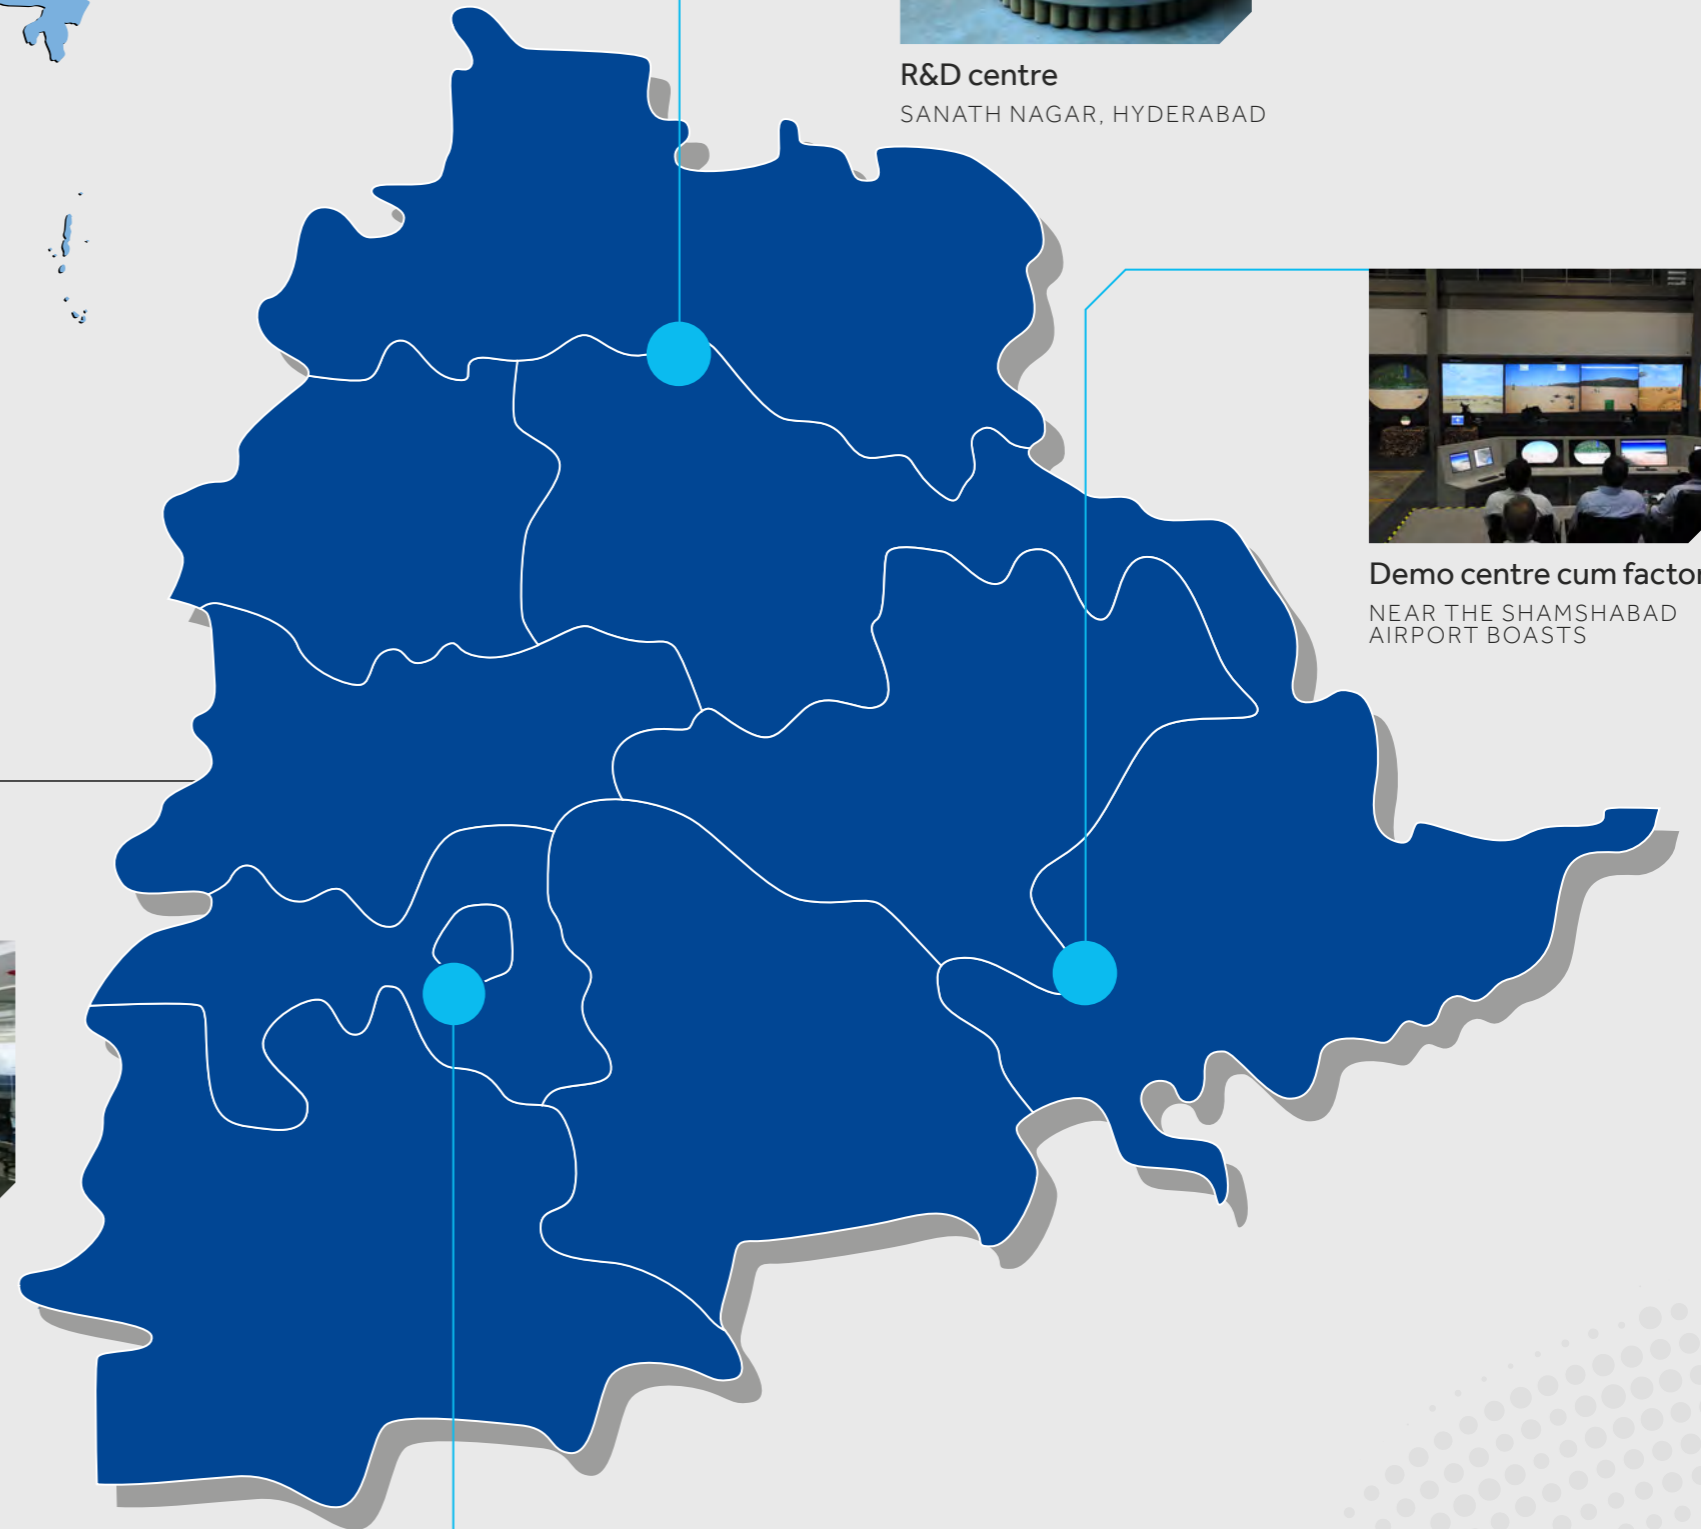 R&D centre
SANATH NAGAR, HYDERABAD
Demo centre cum factor
NEAR THE SHAMSHABAD
AIRPORT BOASTS